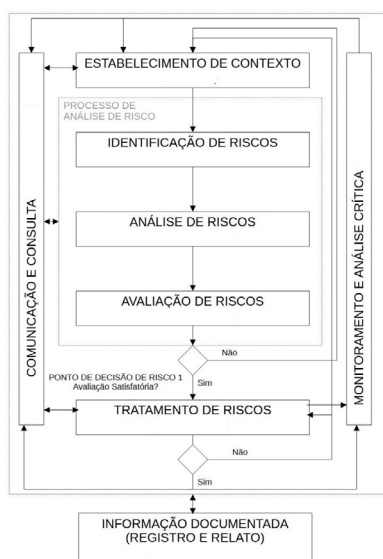 ESTABELECIMENTO DE CONTEXTO
PROCESSO DE
ANÁLISE DE RISCO
IDENTIFICAÇÃO DE RISCOS
ANÁLISE DE RISCOS
AVALIAÇÃO DE RISCOS
COMUNICAÇÃO E CONSULTA
MONITORAMENTO E ANÁLISE CRÍTICA
Não
PONTO DE DECISÃO DE RISCO 1
Avaliação Satisfatória?
Sim
TRATAMENTO DE RISCOS
Não
Sim
INFORMAÇÃO DOCUMENTADA
(REGISTRO E RELATO)